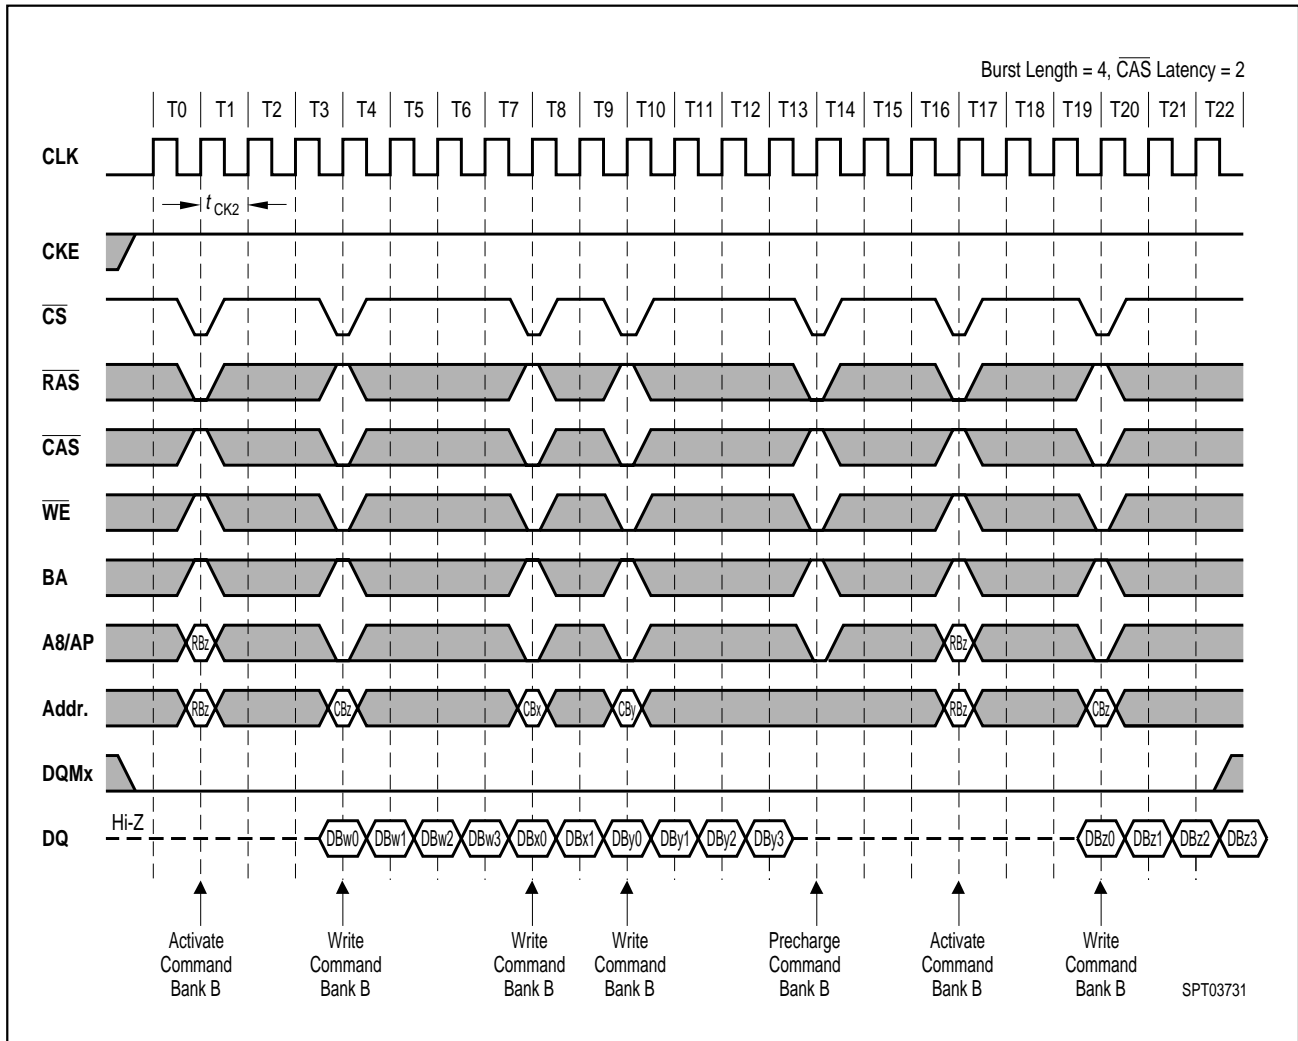 Burst Length = 4, CAS Latency = 2
T0 T1 T2 T3 T4 T5 T6 T7 T8 T9 T10 T11 T12 T13 T14 T15 T16 T17 T18 T19 T20 T21 T22
CLK
t CK2
CKE
CS
RAS
CAS
WE
BA
A8/AP RBz RBz
Addr. RBz CBz CBx CBy RBz CBz
DQMx
Hi-Z
DQ DBw0 DBw1 DBw2 DBw3 DBx0 DBx1 DBy0 DBy1 DBy2 DBy3 DBz0 DBz1 DBz2 DBz3
Activate Write Write Write Precharge Activate Write
Command Command Command Command Command Command Command
Bank B Bank B Bank B Bank B Bank B Bank B Bank B
SPT03731